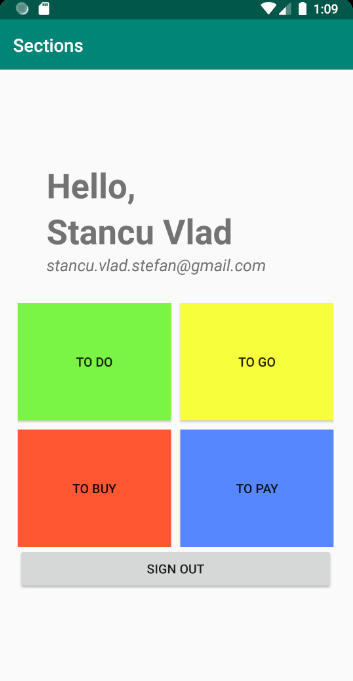 1:09
Sections
Hello,
Stancu Vlad
stancu.vlad.stefan@gmail.com
TO DO
TO GO
TO BUY
TO PAY
SIGN OUT